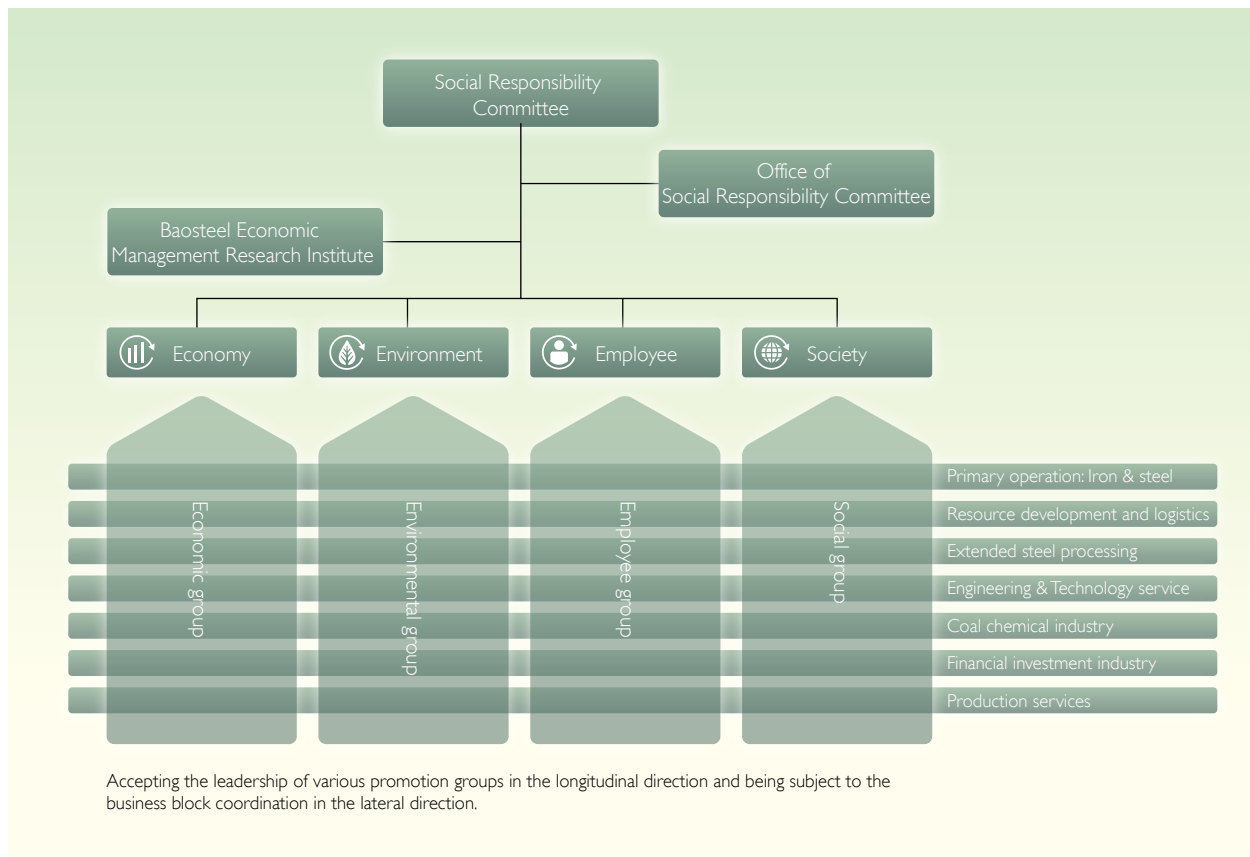 Social Responsibility
Committee
Office of
Social Responsibility Committee
Baosteel Economic
Management Research Institute
Economy
Environment
Employee
Society
Economic group
Environmental group
Employee group
Social group
Primary operation: Iron & steel
Resource development and logistics
Extended steel processing
Engineering & Technology service
Coal chemical industry
Financial investment industry
Production services
Accepting the leadership of various promotion groups in the longitudinal direction and being subject to the
business block coordination in the lateral direction.